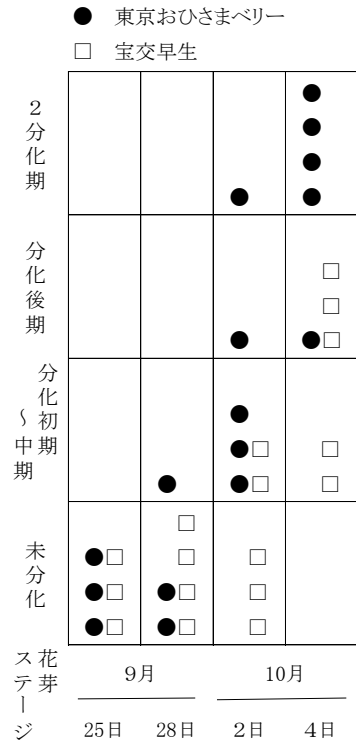 ● 東京おひさまベリー
□ 宝交早生
2分化期
分化後期
分化初期
～中期
未分化
花芽
ステージ
9月
10月
25日
28日
2日
4日